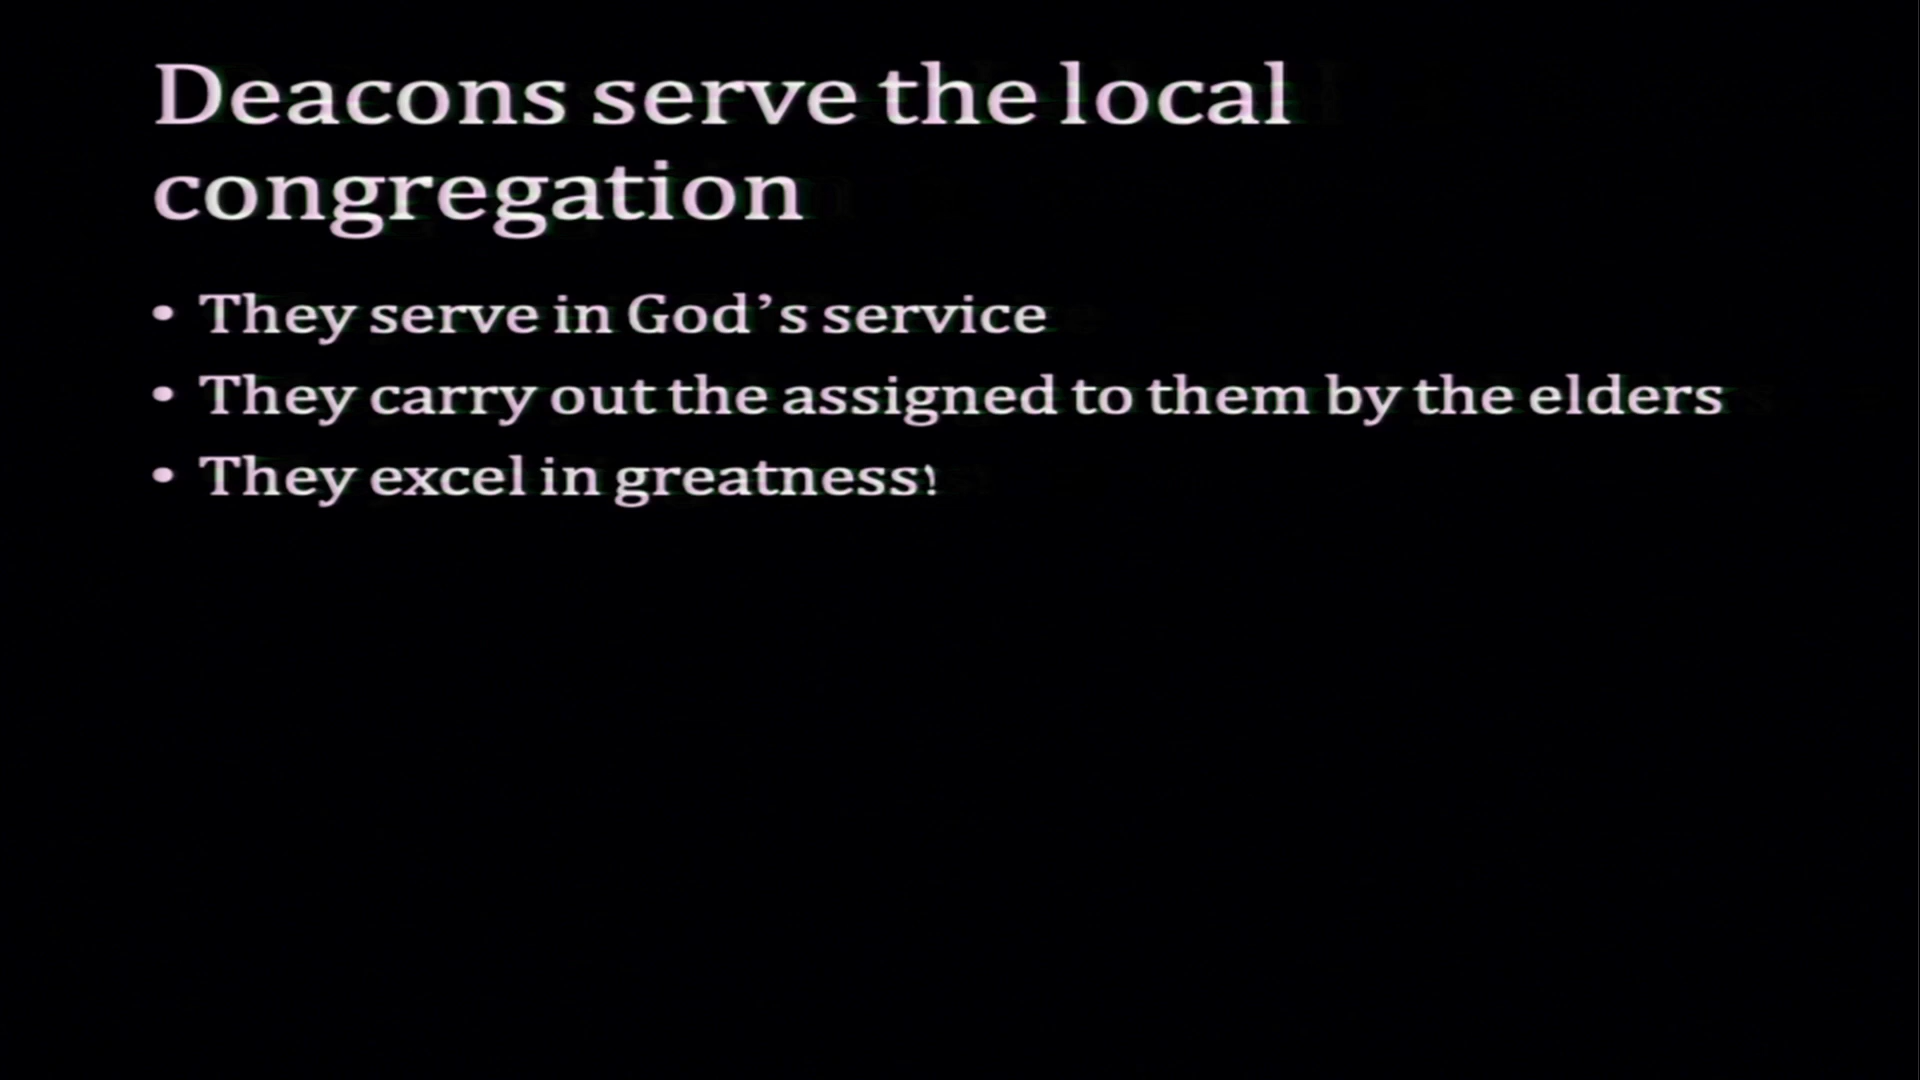 Deacons serve the local
congregation
• They serve in God’s service
• They carry out the assigned to them by the elders
• They excel in greatness!